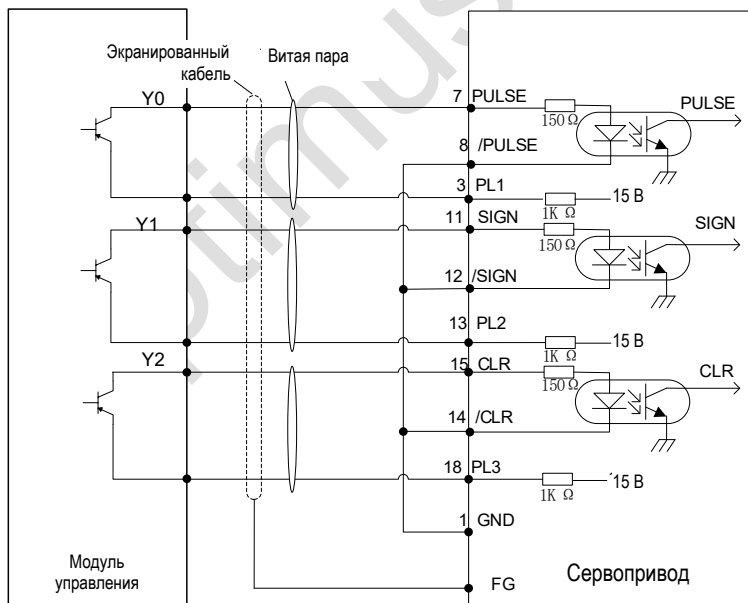 Экранированный
кабель
Витая пара
Y0
7 PULSE
150 Ω
PULSE
8 /PULSE
3 PL1
1K Ω
15 В
Y1
11 SIGN
150 Ω
SIGN
12 /SIGN
13 PL2
1K Ω
15 В
Y2
15 CLR
150 Ω
CLR
14 /CLR
18 PL3
1K Ω
15 В
1 GND
Модуль
управления
FG
Сервопривод